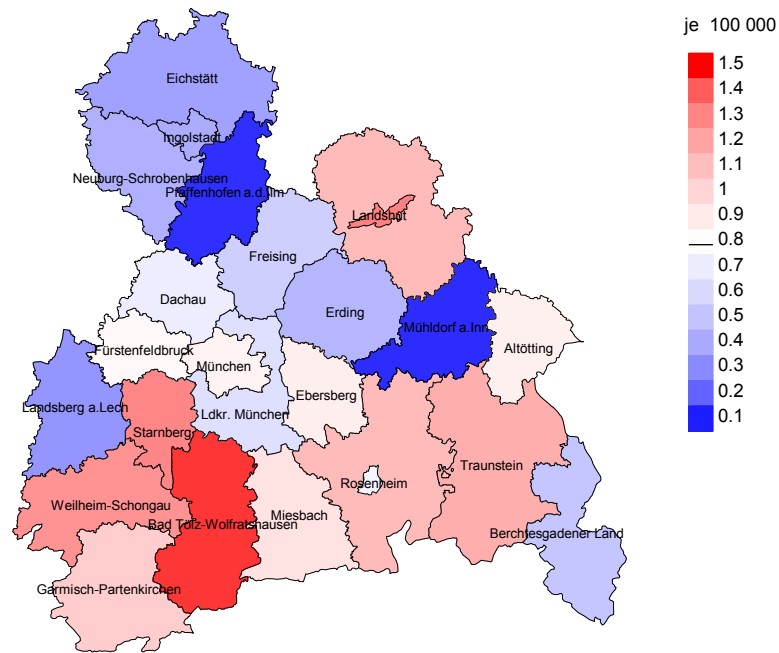 je 100 000
1.5
1.4
1.3
1.2
1.1
1
0.9
0.8
0.7
0.6
0.5
0.4
0.3
0.2
0.1
Eichstätt
Ingolstadt
Neuburg-Schrobenhausen
Pfaffenhofen a.d.Ilm
Landshut
Freising
Dachau
Erding
Mühldorf a.Inn
Altötting
Fürstenfeldbruck
München
Ebersberg
Landsberg a.Lech
Ldkr. München
Starnberg
Traunstein
Rosenheim
Weilheim-Schongau
Miesbach
Bad Tölz-Wolfratshausen
Berchtesgadener Land
Garmisch-Partenkirchen